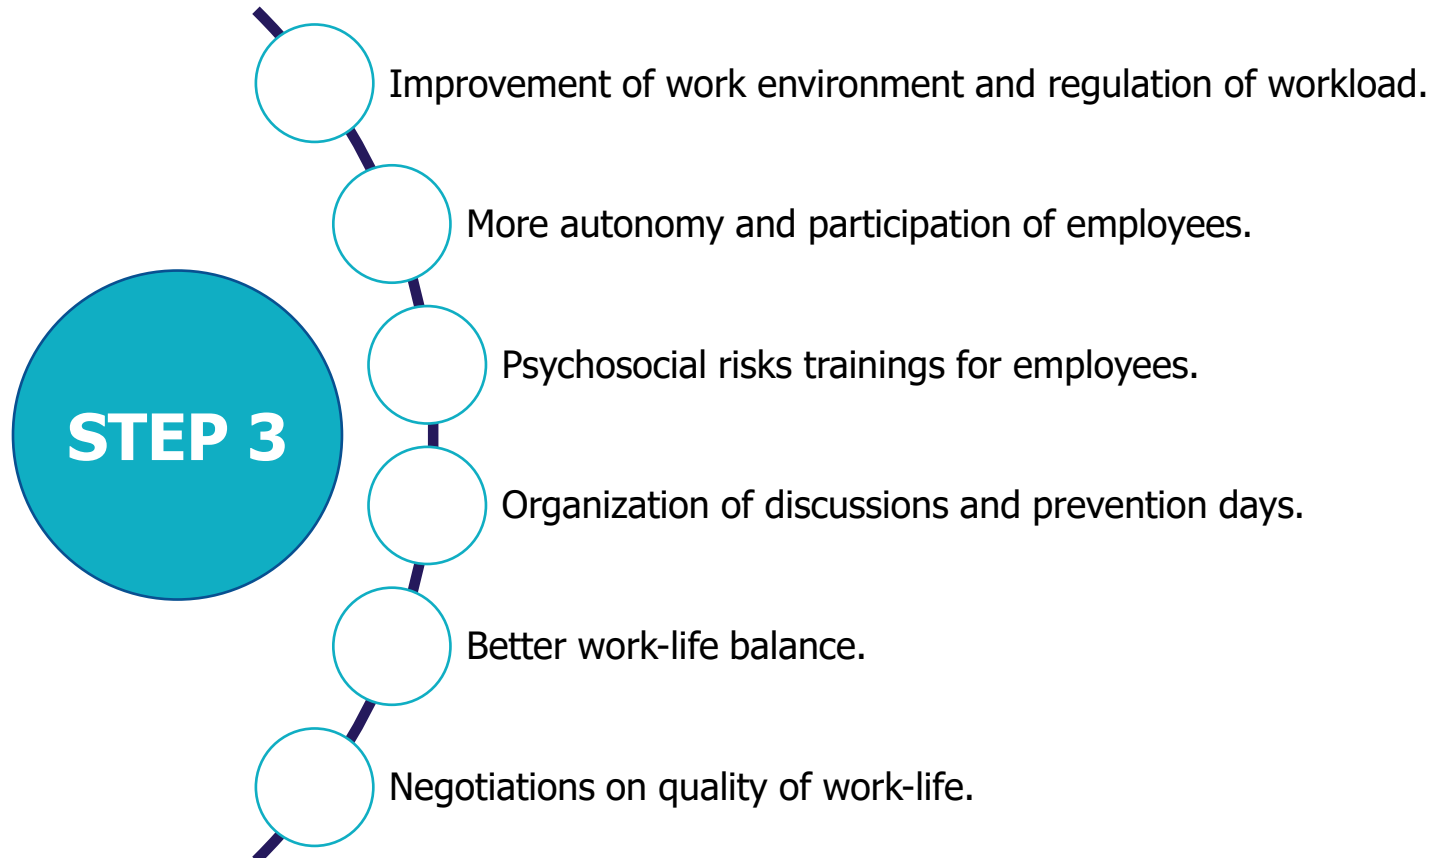 Improvement of work environment and regulation of workload.
More autonomy and participation of employees.
Psychosocial risks trainings for employees.
STEP 3
Organization of discussions and prevention days.
Better work-life balance.
Negotiations on quality of work-life.